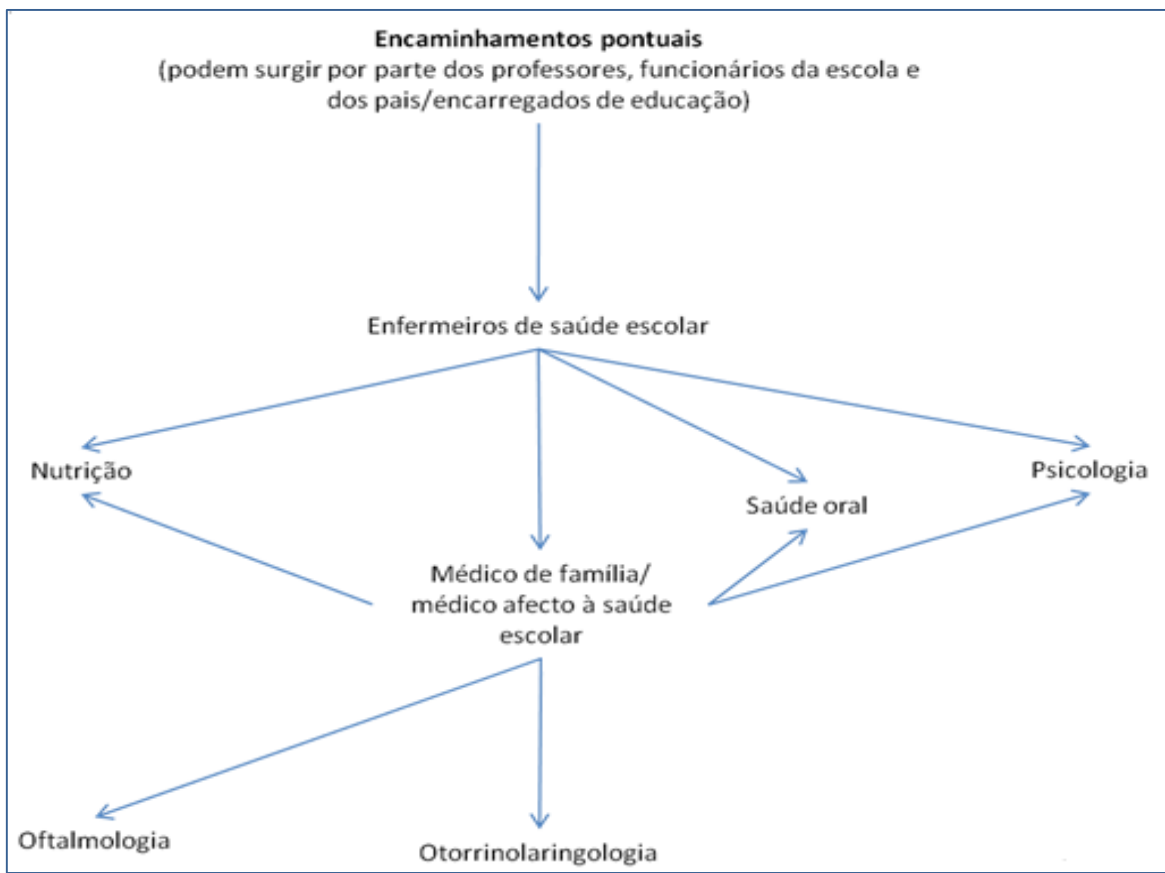 Encaminhamentos pontuais
(podem surgir por parte dos professores, funcionários da escola e
dos pais/encarregados de educação)
Enfermeiros de saúde escolar
Nutrição
Psicologia
Saúde oral
Médico de família/
médico afecto à saúde
escolar
Oftalmologia
Otorrinolaringologia